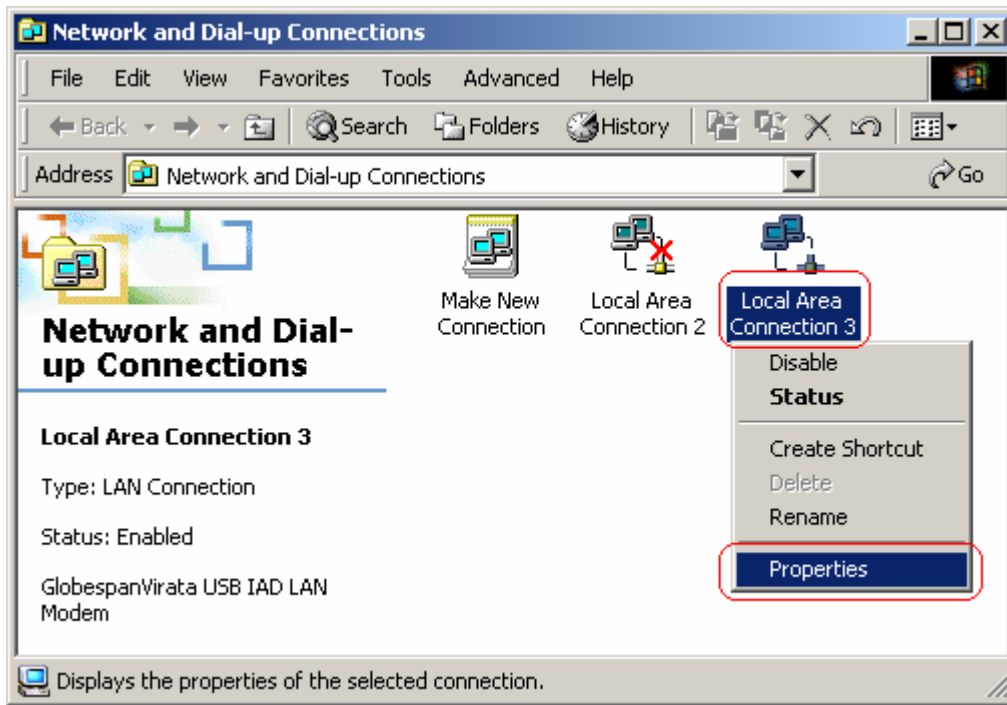 Network and Dial-up Connections
File Edit View Favorites Tools Advanced Help
Back Search Folders History
Address Network and Dial-up Connections Go
Make New
Connection
Local Area
Connection 2
Local Area
Connection 3
Network and Dial-
up Connections
Local Area Connection 3
Type: LAN Connection
Status: Enabled
GlobespanVirata USB IAD LAN
Modem
Disable
Status
Create Shortcut
Delete
Rename
Properties
Displays the properties of the selected connection.